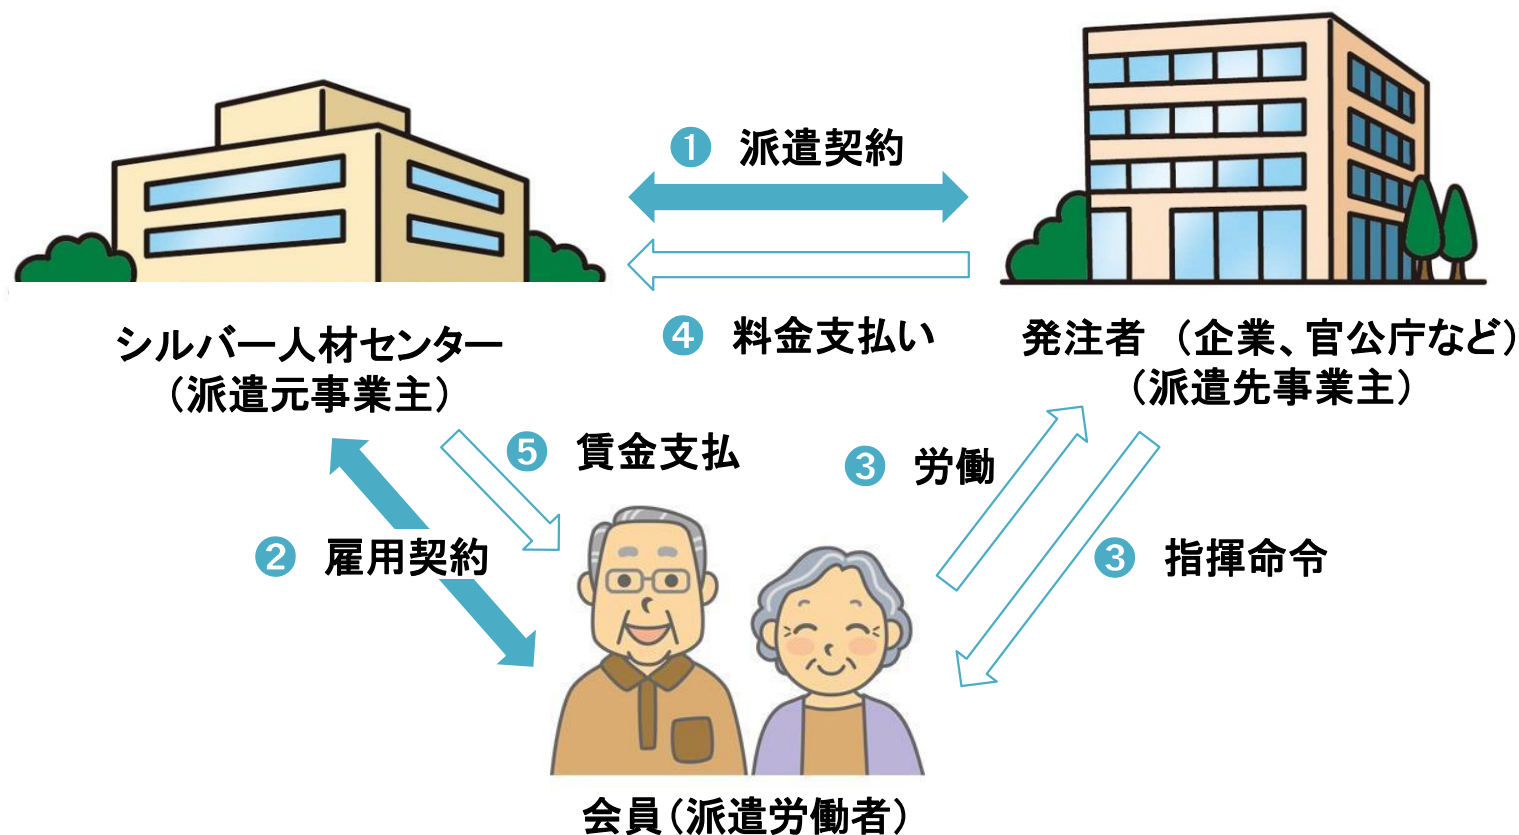 ❶ 派遣契約
❹ 料金支払い
シルバー人材センター
（派遣元事業主）
発注者 （企業、官公庁など）
（派遣先事業主）
❺ 賃金支払
❸ 労働
❷ 雇用契約
❸ 指揮命令
会員（派遣労働者）